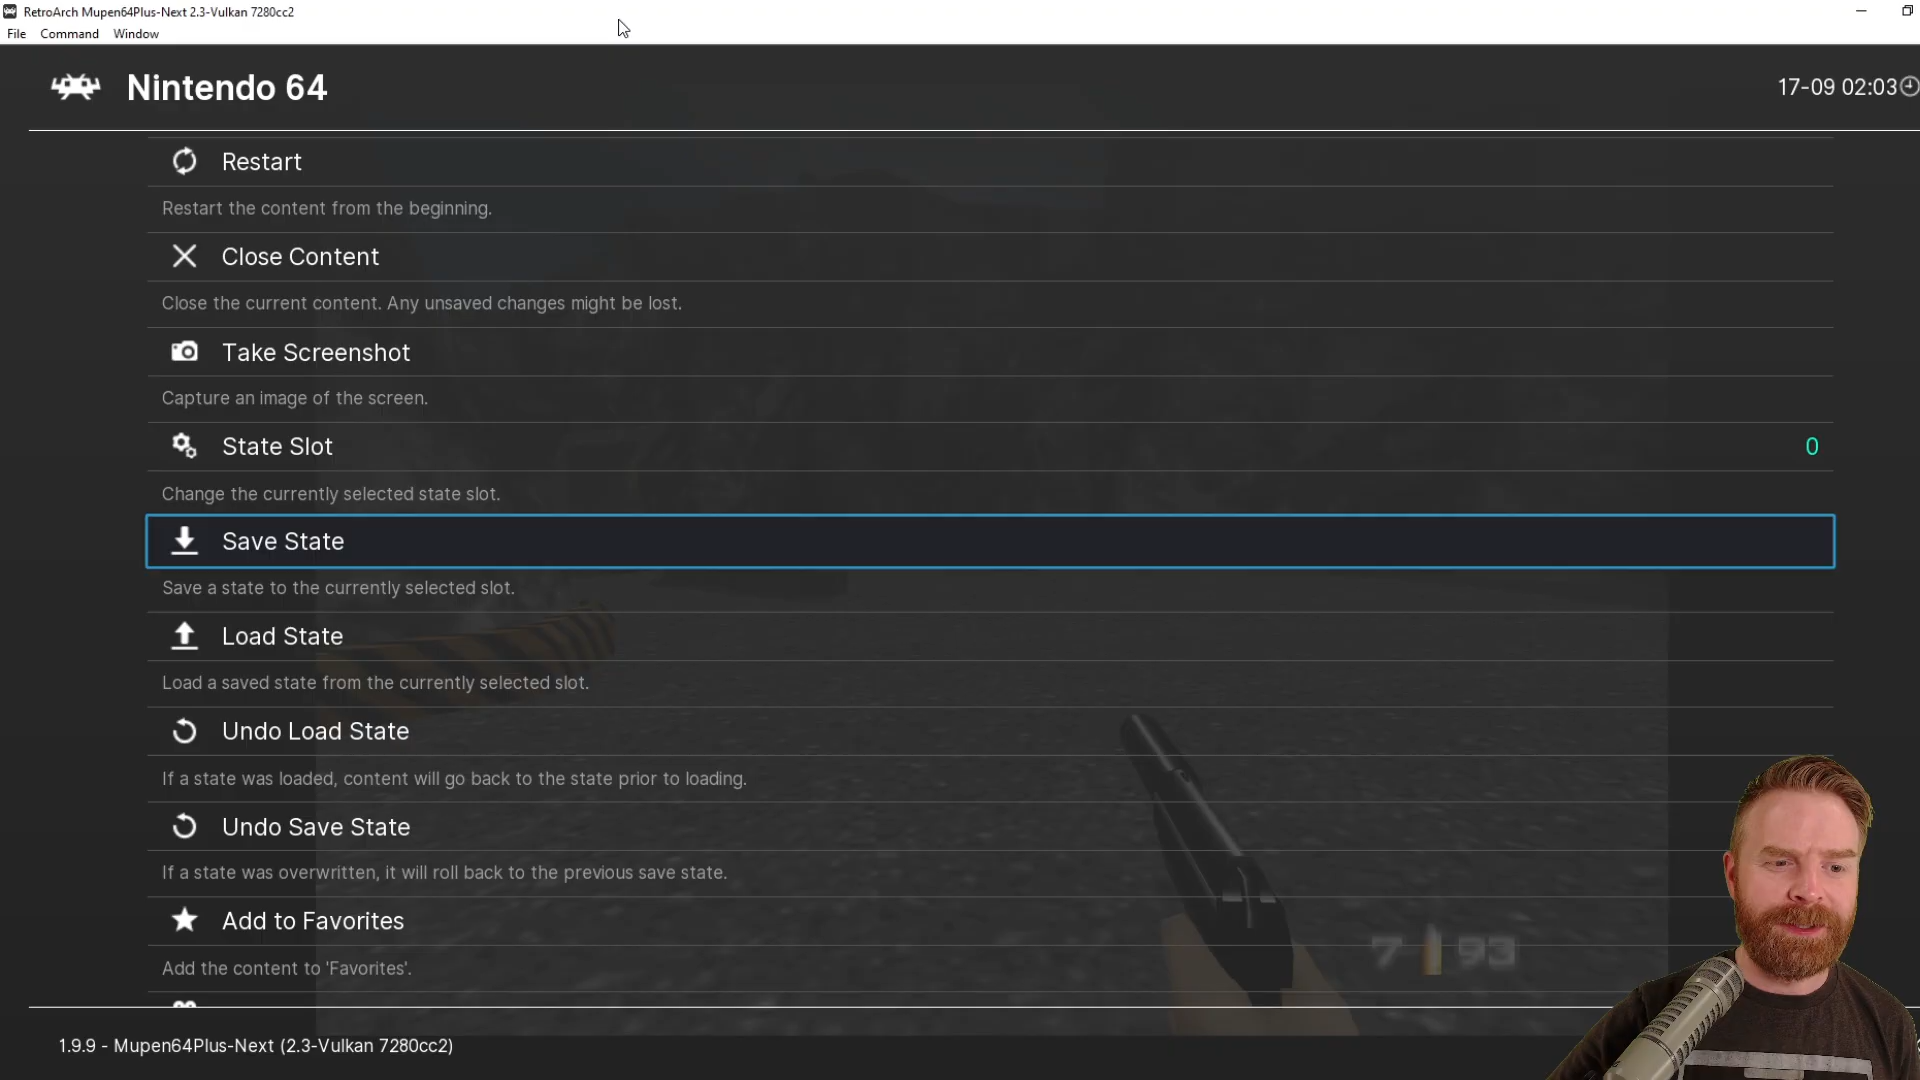 RetroArch Mupen64Plus-Next 2.3-Vulkan 7280cc2
File Command Window
Nintendo 64
17-09 02:03
Restart
Restart the content from the beginning.
Close Content
Close the current content. Any unsaved changes might be lost.
Take Screenshot
Capture an image of the screen.
State Slot
0
Change the currently selected state slot.
Save State
Save a state to the currently selected slot.
Load State
Load a saved state from the currently selected slot.
Undo Load State
If a state was loaded, content will go back to the state prior to loading.
Undo Save State
If a state was overwritten, it will roll back to the previous save state.
Add to Favorites
7 93
Add the content to 'Favorites'.
1.9.9 - Mupen64Plus-Next (2.3-Vulkan 7280cc2)